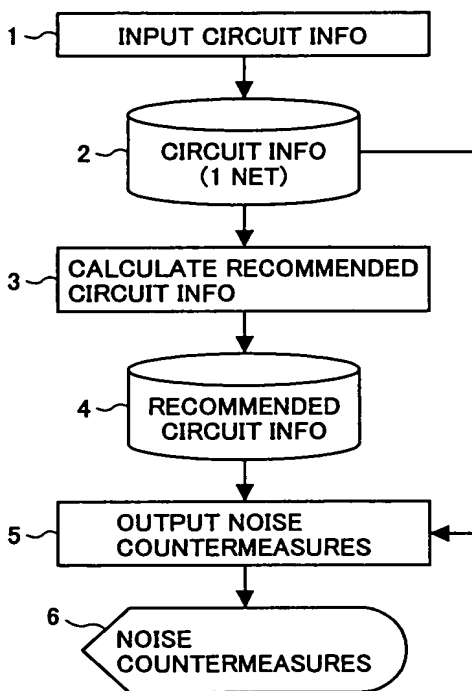 1
INPUT CIRCUIT INFO
2
CIRCUIT INFO
(1 NET)
3
CALCULATE RECOMMENDED
CIRCUIT INFO
4
RECOMMENDED
CIRCUIT INFO
5
OUTPUT NOISE
COUNTERMEASURES
6
NOISE
COUNTERMEASURES